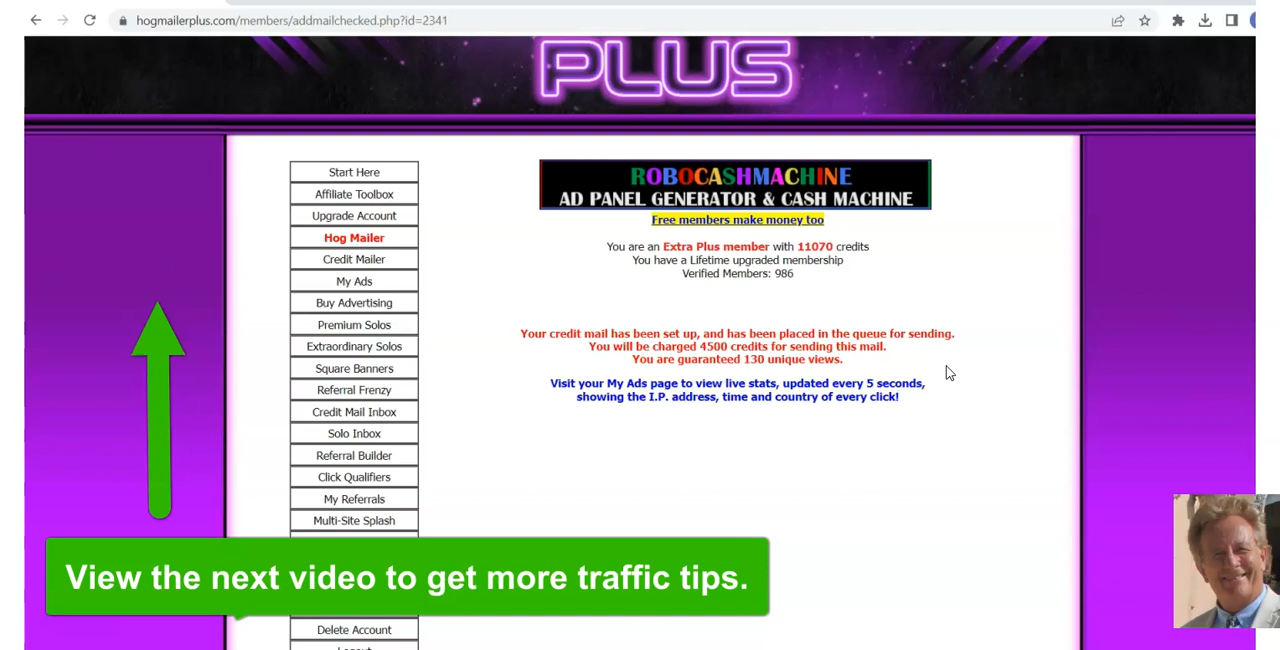 hogmailerplus.com/members/addmailchecked.php?id=2341
PLUS
Start Here
Affiliate Toolbox
Upgrade Account
Hog Mailer
Credit Mailer
My Ads
Buy Advertising
Premium Solos
Extraordinary Solos
Square Banners
Referral Frenzy
Credit Mail Inbox
Solo Inbox
Referral Builder
Click Qualifiers
My Referrals
Multi-Site Splash
Delete Account
Logout
ROBOCASHMACHINE
AD PANEL GENERATOR & CASH MACHINE
Free members make money too
You are an Extra Plus member with 11070 credits
You have a Lifetime upgraded membership
Verified Members: 986
Your credit mail has been set up, and has been placed in the queue for sending.
You will be charged 4500 credits for sending this mail.
You are guaranteed 130 unique views.
Visit your My Ads page to view live stats, updated every 5 seconds,
showing the I.P. address, time and country of every click!
View the next video to get more traffic tips.